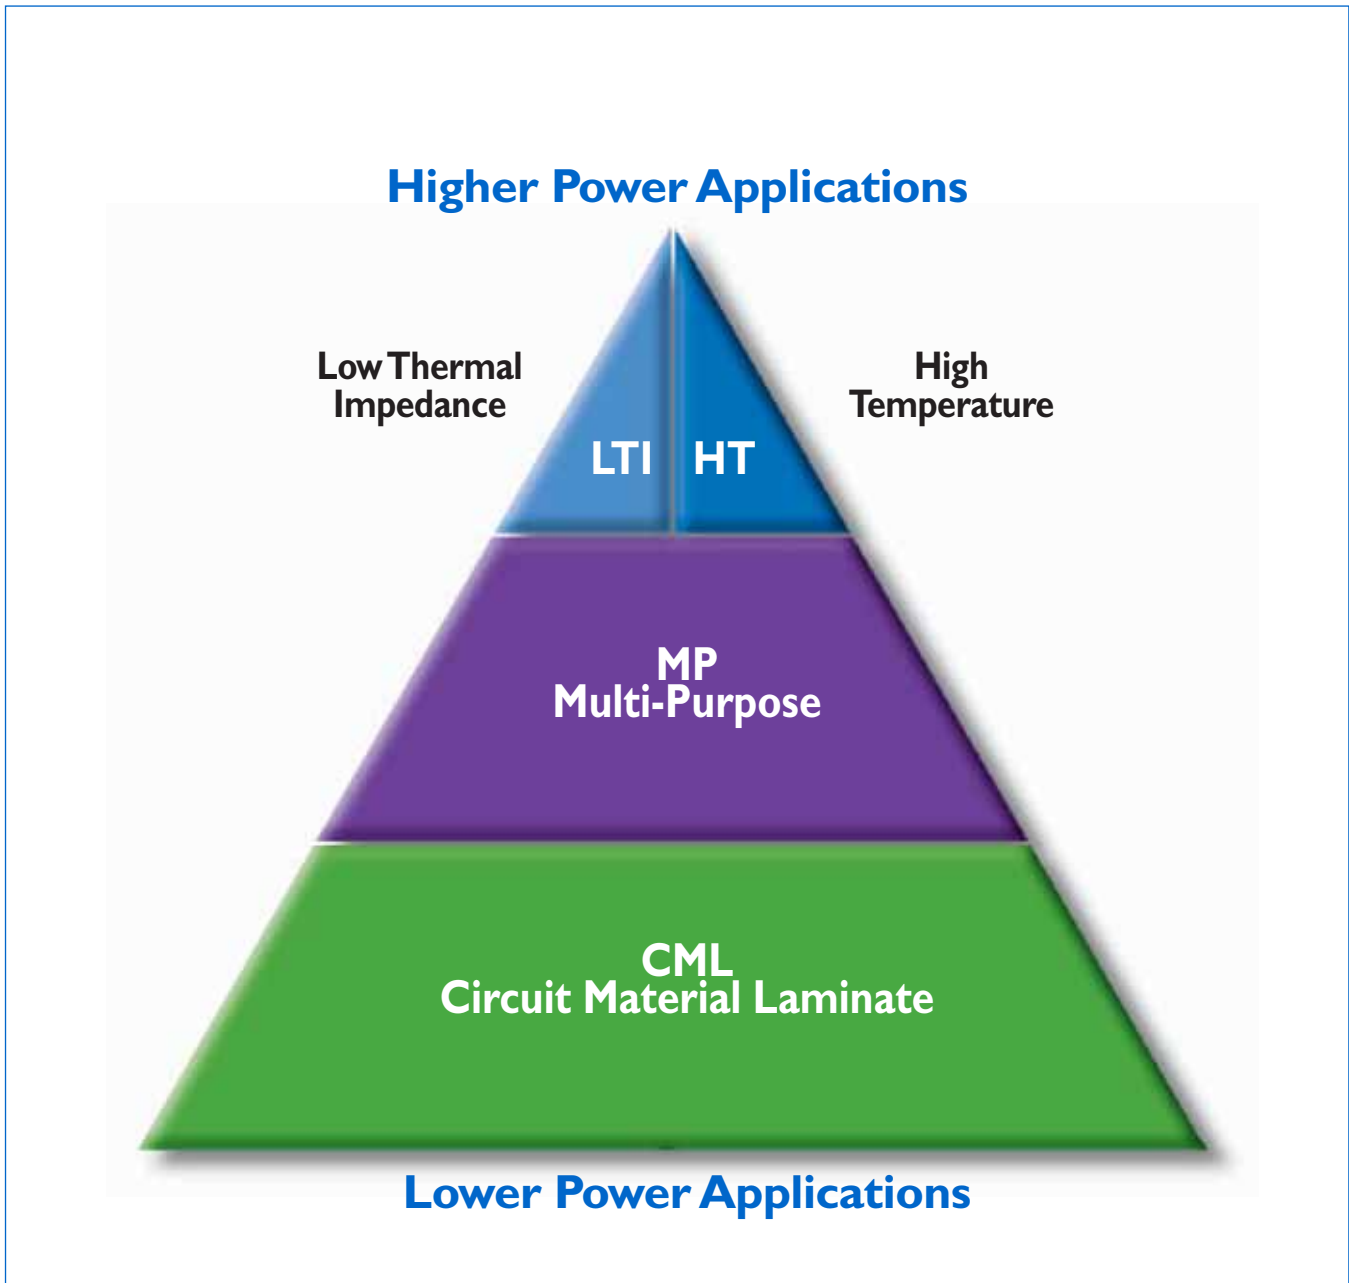 Higher Power Applications
Low Thermal
Impedance
High
Temperature
LTI
HT
MP
Multi-Purpose
CML
Circuit Material Laminate
Lower Power Applications